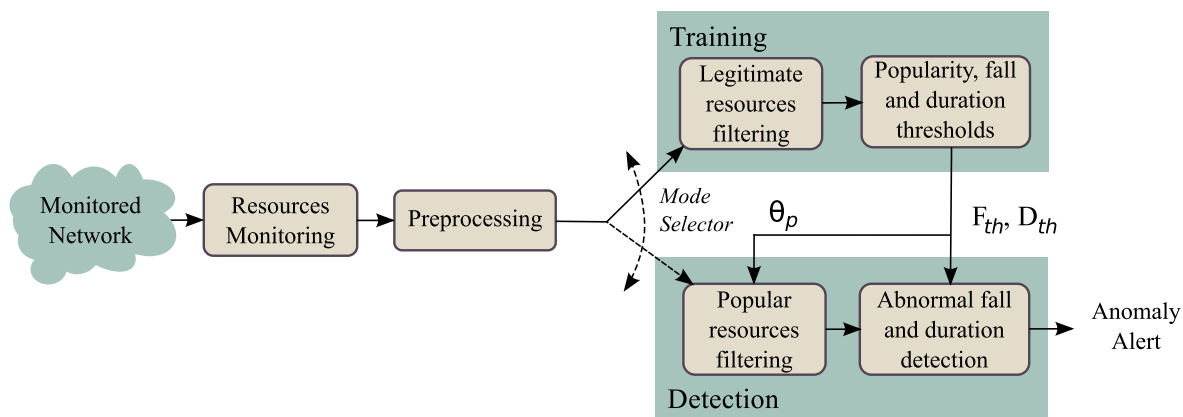 Training
Legitimate
resources
filtering
Popularity, fall
and duration
thresholds
Monitored
Network
Resources
Monitoring
Preprocessing
Mode
Selector
θp
Fth, Dth
Popular
resources
filtering
Abnormal fall
and duration
detection
Anomaly
Alert
Detection